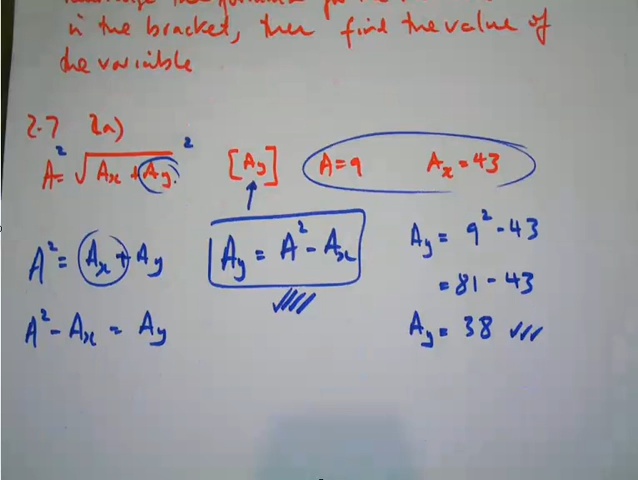 in the bracket, then find the value of
the variable
2.7 2a)
A² = √(Ax + Ay)² [Ay] A = 9 Ax = 43
A² = Ax + Ay
A² - Ax = Ay
Ay = A² - Ax
Ay = 9² - 43
= 81 - 43
Ay = 38